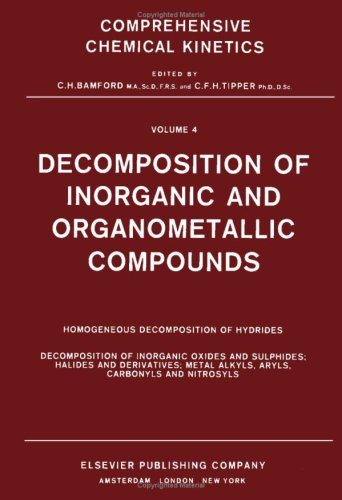 COMPREHENSIVE
CHEMICAL KINETICS
EDITED BY
C.H.BAMFORD M.A.,Sc.D.,F.R.S. AND C.F.H.TIPPER Ph.D.,D.Sc.
VOLUME 4
DECOMPOSITION OF
INORGANIC AND
ORGANOMETALLIC
COMPOUNDS
HOMOGENEOUS DECOMPOSITION OF HYDRIDES
DECOMPOSITION OF INORGANIC OXIDES AND SULPHIDES;
HALIDES AND DERIVATIVES; METAL ALKYLS, ARYLS,
CARBONYLS AND NITROSYLS
ELSEVIER PUBLISHING COMPANY
AMSTERDAM LONDON NEW YORK
Copyrighted Material